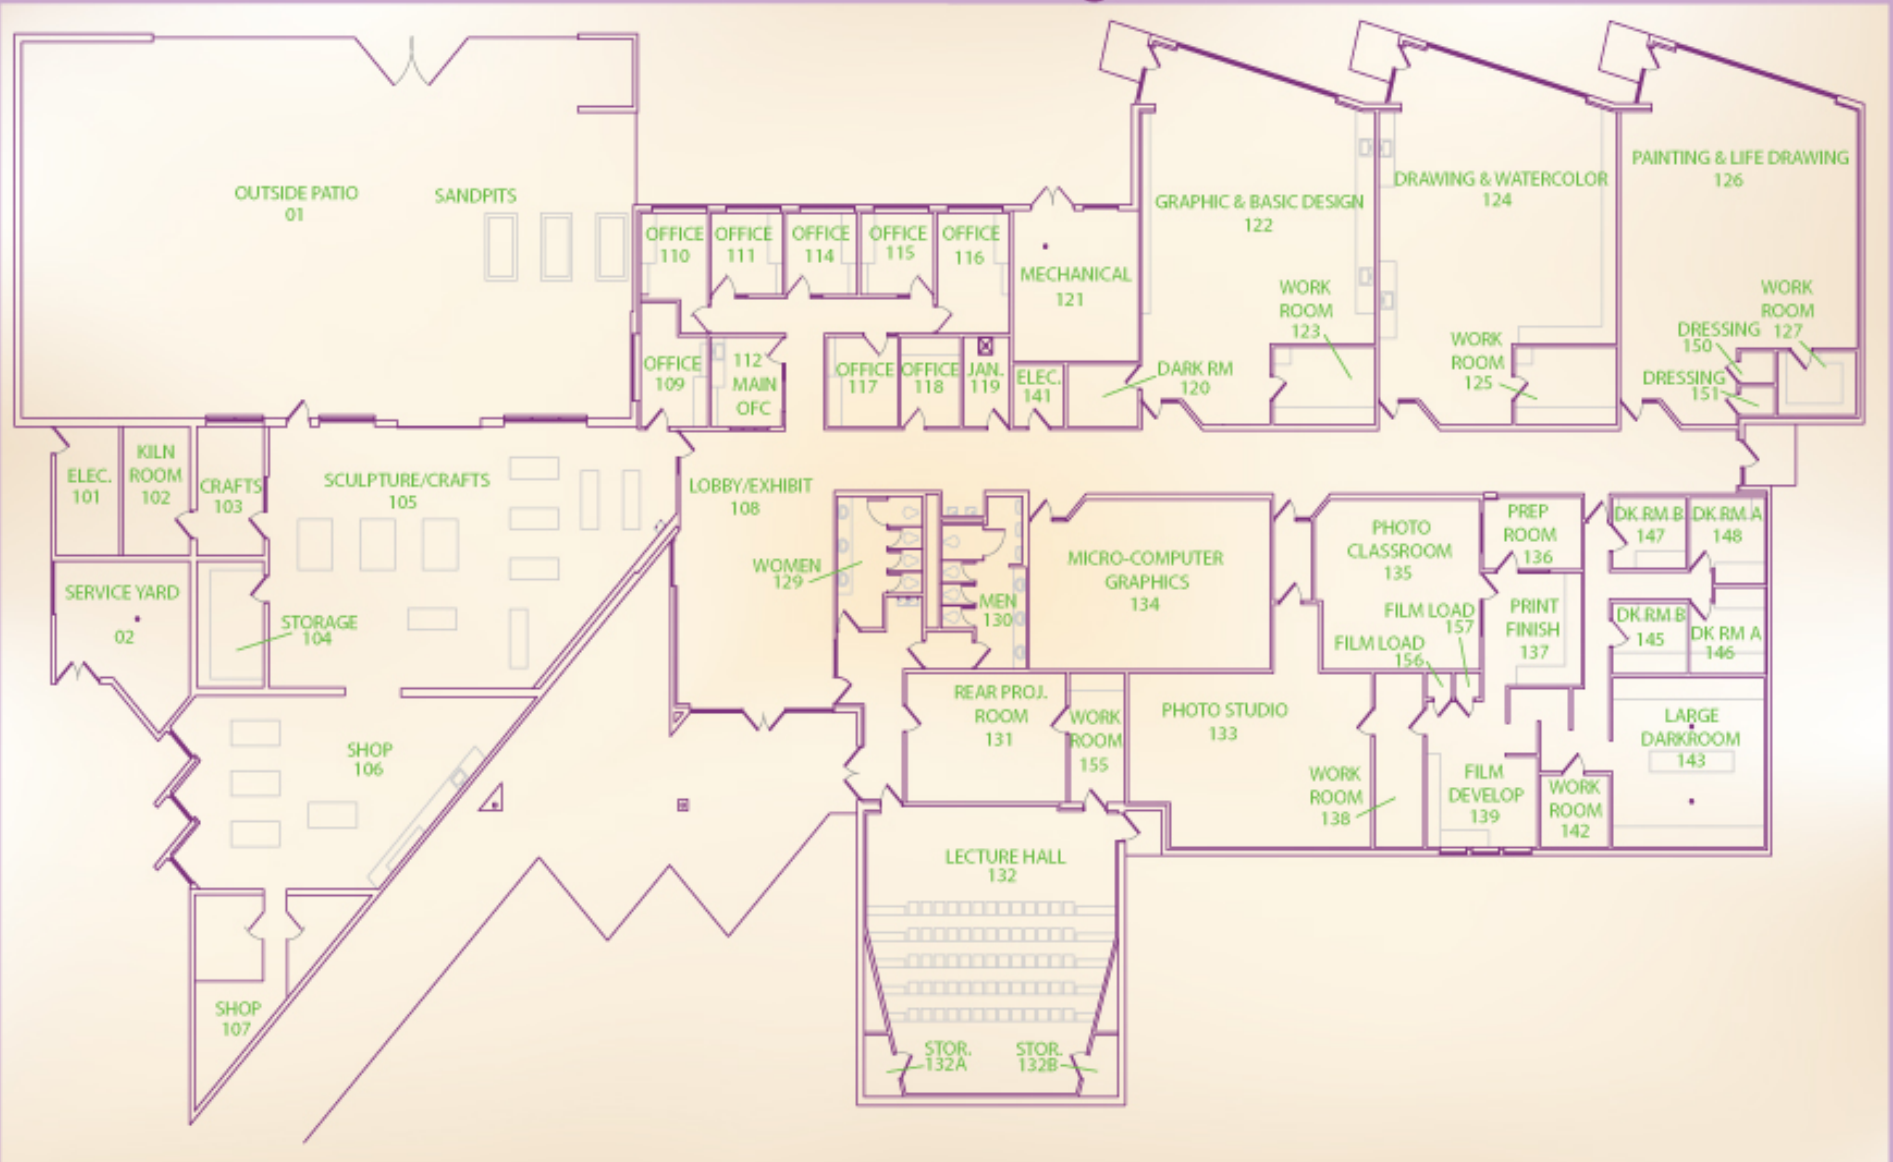 OUTSIDE PATIO
01
SANDPITS
OFFICE
110
OFFICE
111
OFFICE
114
OFFICE
115
OFFICE
116
MECHANICAL
121
GRAPHIC & BASIC DESIGN
122
DRAWING & WATERCOLOR
124
PAINTING & LIFE DRAWING
126
WORK
ROOM
123
WORK
ROOM
125
WORK
ROOM
127
DRESSING
150
DRESSING
151
OFFICE
109
112
MAIN
OFC
OFFICE
117
OFFICE
118
JAN.
119
ELEC.
141
DARK RM
120
ELEC.
101
KILN
ROOM
102
CRAFTS
103
SCULPTURE/CRAFTS
105
LOBBY/EXHIBIT
108
WOMEN
129
MEN
130
MICRO-COMPUTER
GRAPHICS
134
PHOTO
CLASSROOM
135
PREP
ROOM
136
DK RM B
147
DK RM A
148
SERVICE YARD
02
STORAGE
104
FILM LOAD
157
FILM LOAD
156
PRINT
FINISH
137
DK RM B
145
DK RM A
146
SHOP
106
REAR PROJ.
ROOM
131
WORK
ROOM
155
PHOTO STUDIO
133
WORK
ROOM
138
FILM
DEVELOP
139
WORK
ROOM
142
LARGE
DARKROOM
143
LECTURE HALL
132
SHOP
107
STOR.
132A
STOR.
132B